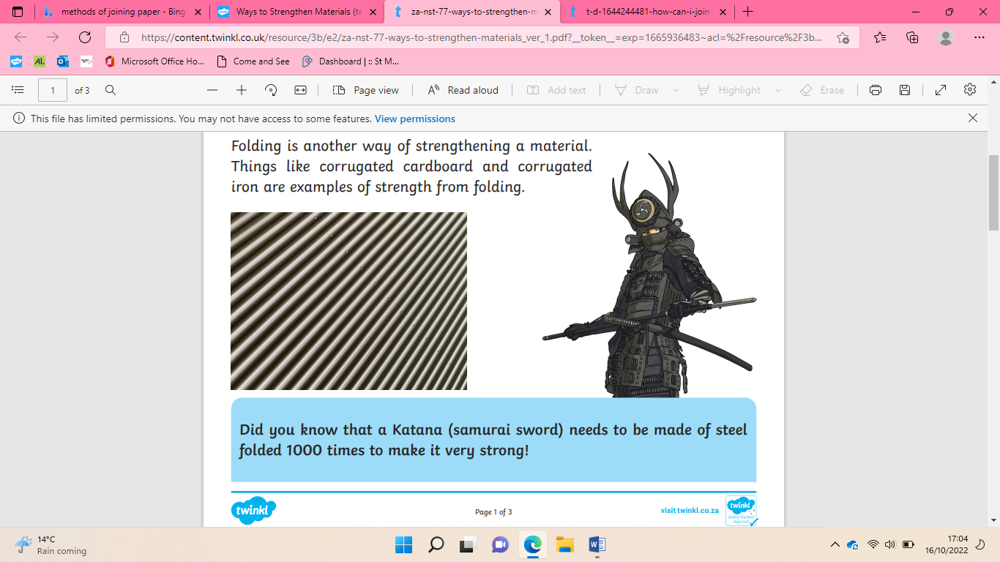 methods of joining paper - Bing
Ways to Strengthen Materials (te
za-nst-77-ways-to-strengthen-m
t-d-1644244481-how-can-i-join-
https://content.twinkl.co.uk/resource/3b/e2/za-nst-77-ways-to-strengthen-materials_ver_1.pdf?__token__=exp=1665936483~acl=%2Fresource%2F3b...
AL
Microsoft Office Ho...
Come and See
Dashboard | :: St M...
1 of 3
Page view
Read aloud
Add text
Draw
Highlight
Erase
This file has limited permissions. You may not have access to some features. View permissions
Folding is another way of strengthening a material.
Things like corrugated cardboard and corrugated
iron are examples of strength from folding.
Did you know that a Katana (samurai sword) needs to be made of steel
folded 1000 times to make it very strong!
twinkl
Page 1 of 3
visit twinkl.co.za
twinkl
Quality Standard
Approved
14°C
Rain coming
17:04
16/10/2022